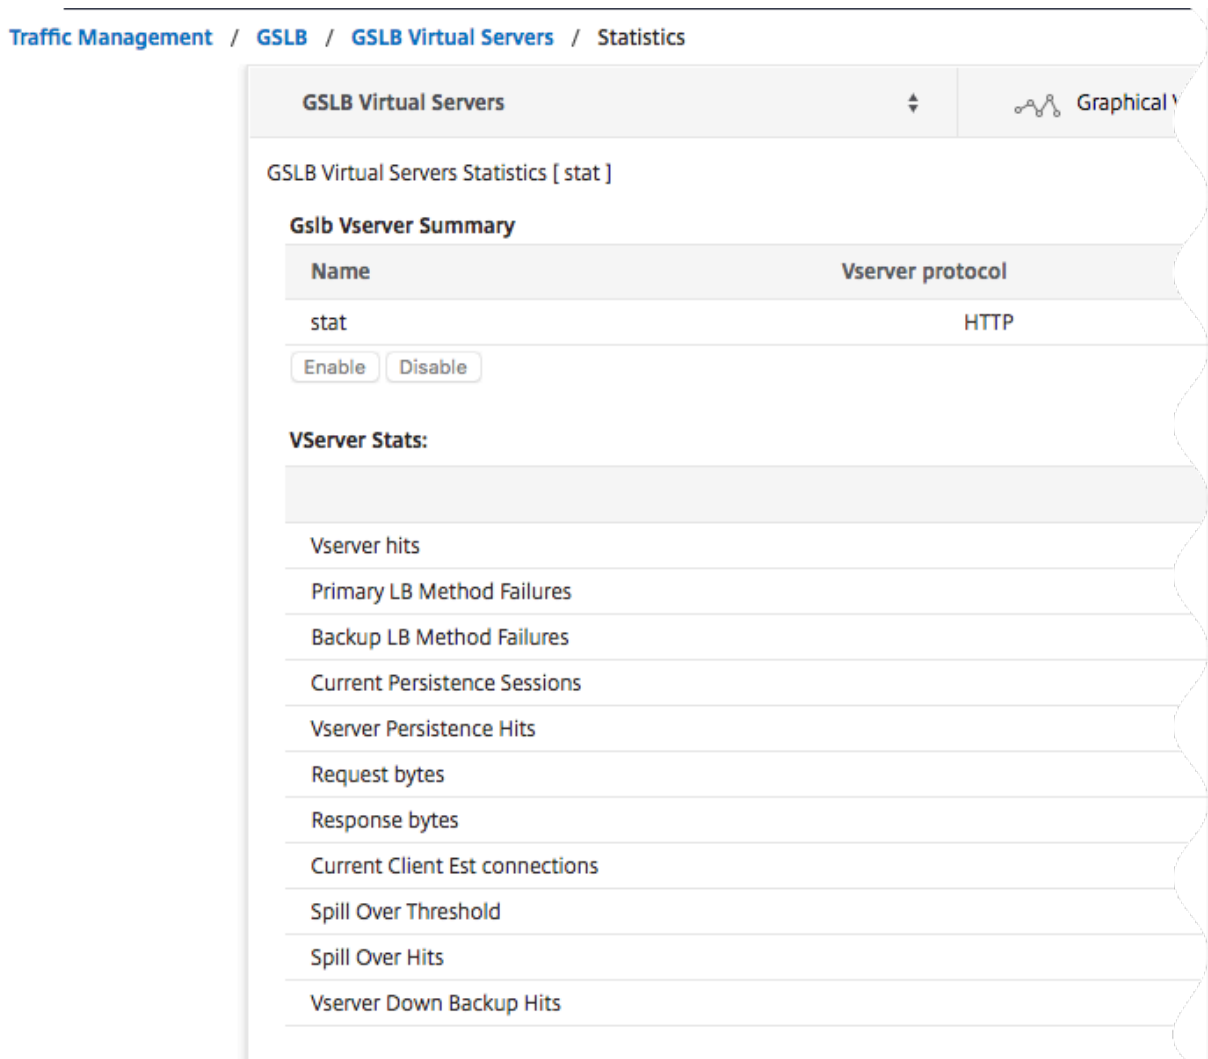 Traffic Management / GSLB / GSLB Virtual Servers / Statistics
GSLB Virtual Servers Graphical
GSLB Virtual Servers Statistics [ stat ]
Gslb Vserver Summary
Name Vserver protocol
stat HTTP
Enable Disable
VServer Stats:
Vserver hits
Primary LB Method Failures
Backup LB Method Failures
Current Persistence Sessions
Vserver Persistence Hits
Request bytes
Response bytes
Current Client Est connections
Spill Over Threshold
Spill Over Hits
Vserver Down Backup Hits